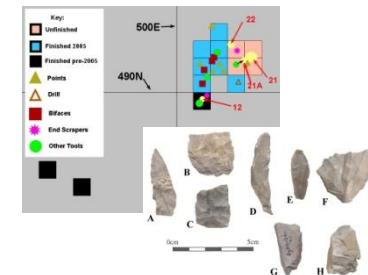 Key:
Unfinished
Finished 2005
Finished pre-2005
Points
Drill
Bifaces
End Scrapers
Other Tools
500E
490N
22
21
21A
12
A
B
C
D
E
F
G
H
0cm
5cm